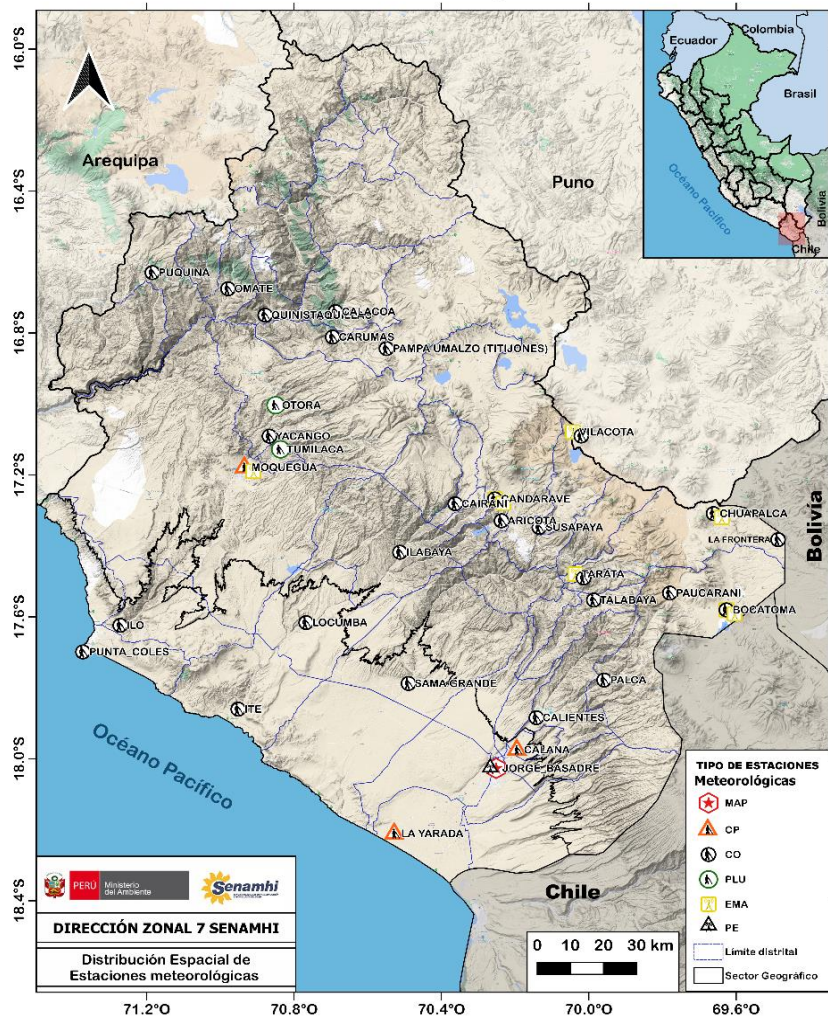 16.0°S
16.4°S
16.8°S
17.2°S
17.6°S
18.0°S
18.4°S
Arequipa
Puno
Ecuador
Colombia
Brasil
Océano Pacífico
Bolivia
Chile
PUQUINA
OMATE
QUINISTAQUILLAS
CALACOA
CARUMAS
PAMPA UMALZO (TITIJONES)
OTORA
YACANGO
TUMILACA
MOQUEGUA
VILACOTA
CANDARAVE
CAIRANI
ARICOTA
SUSAPAYA
CHUAPALCA
LA FRONTERA
Bolívia
ILABAYA
TARATA
TALABAYA
PAUCARANI
BOCATOMA
ILO
LOCUMBA
PUNTA_COLES
SAMA GRANDE
PALCA
ITE
CALIENTES
CALANA
JORGE_BASADRE
LA YARADA
Océano Pacífico
Chile
PERÚ
Ministerio
del Ambiente
Senamhi
DIRECCIÓN ZONAL 7 SENAMHI
Distribución Espacial de
Estaciones meteorológicas
0 10 20 30 km
TIPO DE ESTACIONES
Meteorológicas
MAP
CP
CO
PLU
EMA
PE
Límite distrital
Sector Geográfico
71.2°O
70.8°O
70.4°O
70.0°O
69.6°O